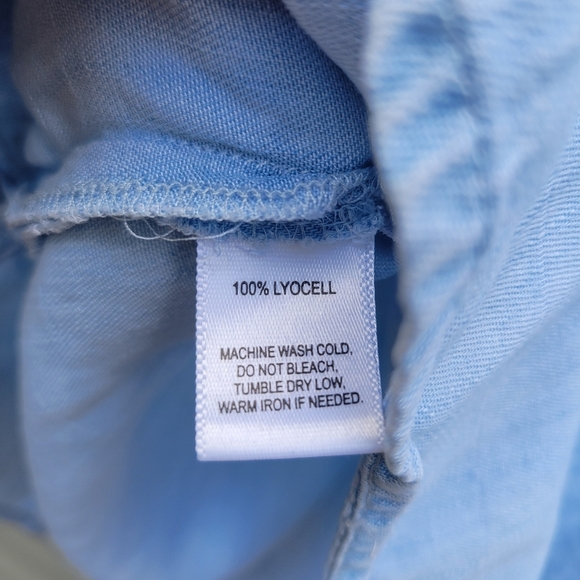 100% LYOCELL
MACHINE WASH COLD,
DO NOT BLEACH,
TUMBLE DRY LOW,
WARM IRON IF NEEDED.